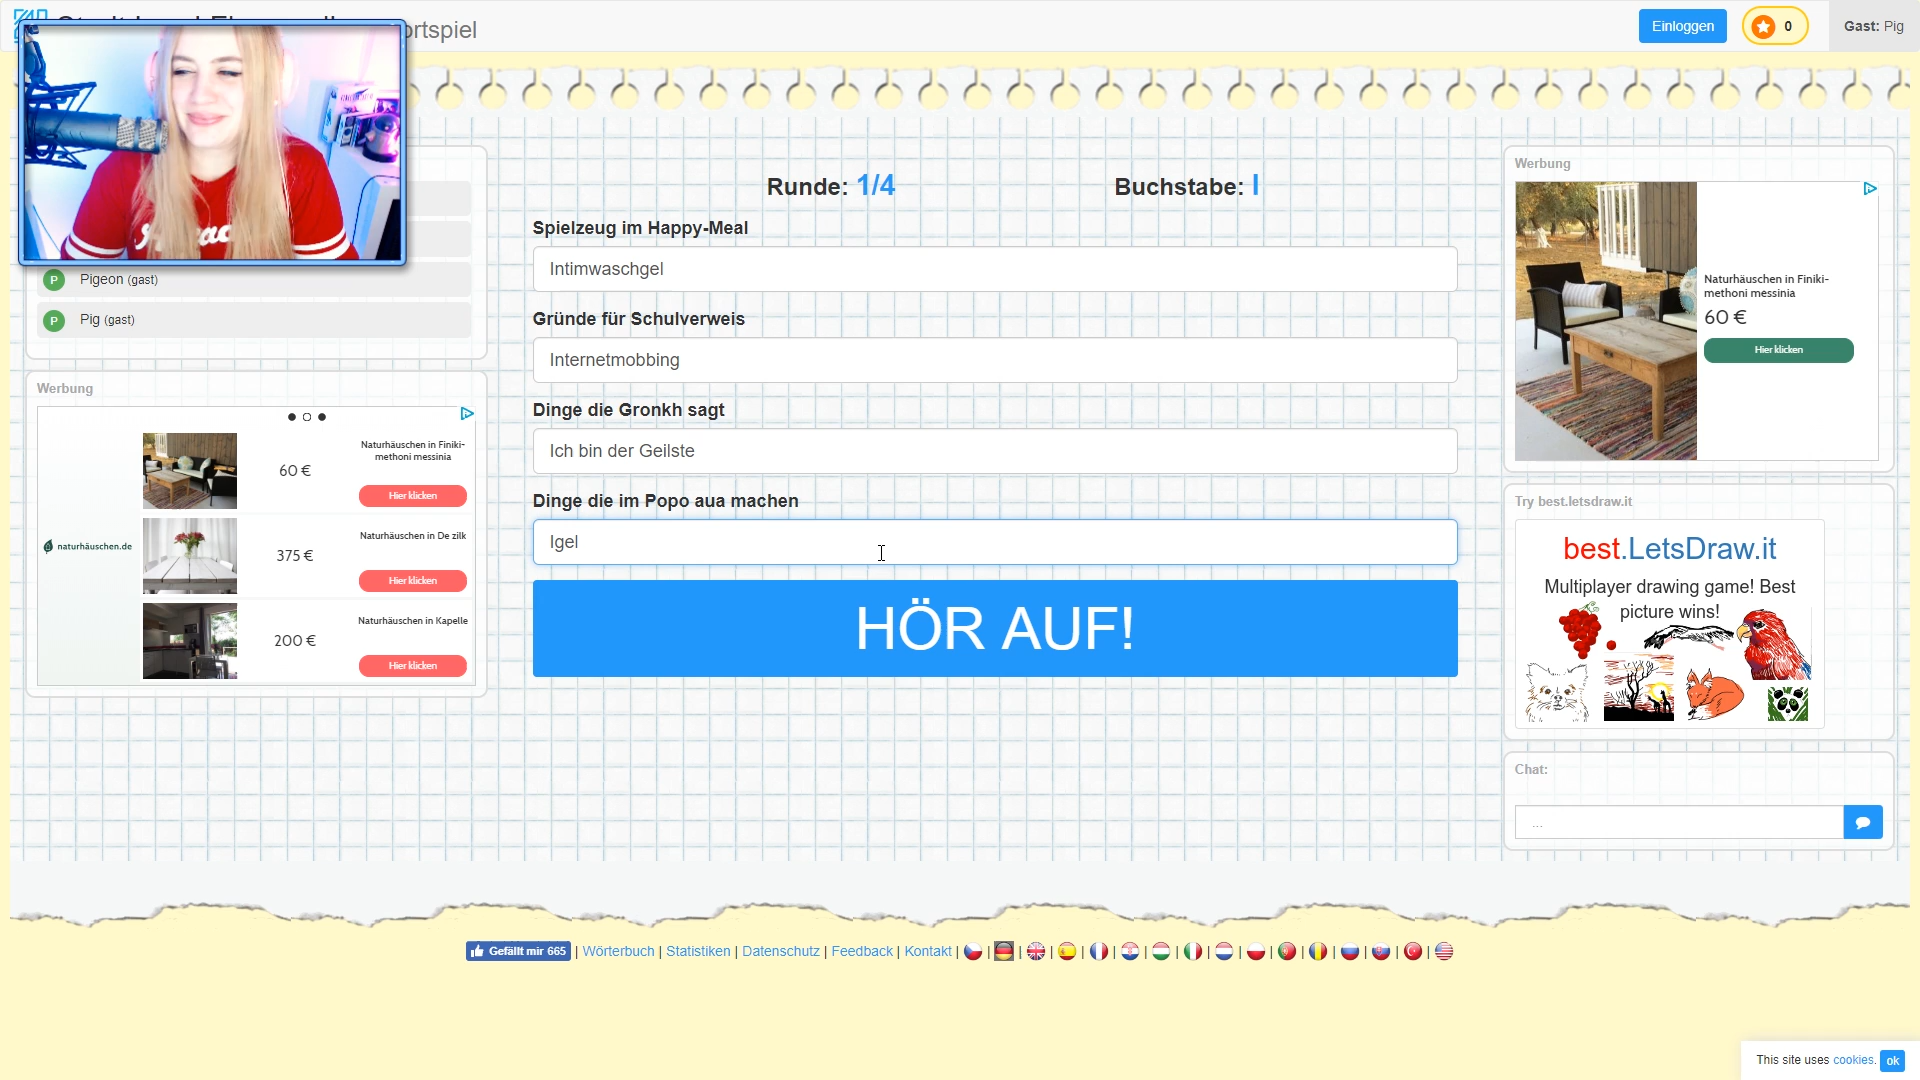 ortspiel
Einloggen
0
Gast: Pig
Runde: 1/4
Buchstabe: I
Spielzeug im Happy-Meal
Intimwaschgel
Gründe für Schulverweis
Internetmobbing
Dinge die Gronkh sagt
Ich bin der Geilste
Dinge die im Popo aua machen
Igel
HÖR AUF!
P Pigeon (gast)
P Pig (gast)
Werbung
naturhäuschen.de
60 €
Naturhäuschen in Finiki-
methoni messinia
Hier klicken
375 €
Naturhäuschen in De zilk
Hier klicken
200 €
Naturhäuschen in Kapelle
Hier klicken
Werbung
Naturhäuschen in Finiki-
methoni messinia
60 €
Hier klicken
Try best.letsdraw.it
best.LetsDraw.it
Multiplayer drawing game! Best
picture wins!
Chat:
...
Gefällt mir 665 | Wörterbuch | Statistiken | Datenschutz | Feedback | Kontakt | | | | | | | | | | | | | | | |
This site uses cookies. ok